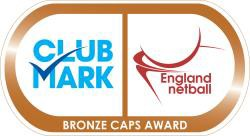 CLUB
MARK
England
netball
BRONZE CAPS AWARD